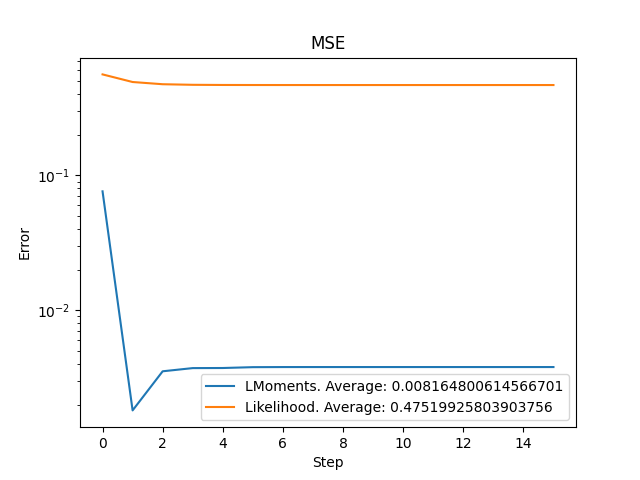 MSE
Error
10⁻¹
10⁻²
LMoments. Average: 0.008164800614566701
Likelihood. Average: 0.47519925803903756
0 2 4 6 8 10 12 14
Step